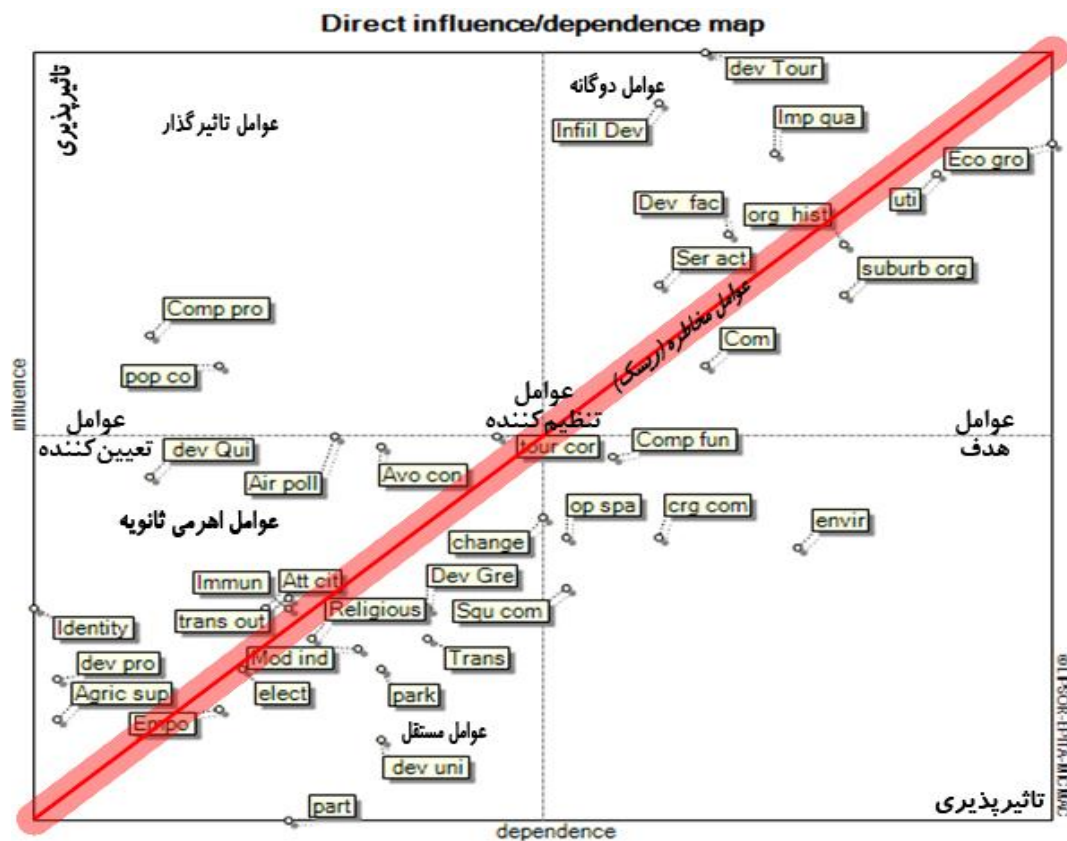 Direct influence/dependence map
تاثیرپذیری
عوامل دوگانه
dev Tour
عوامل تاثیرگذار
Infiil Dev
Imp qua
Eco gro
uti
Dev fac
org hist
Ser act
suburb org
Comp pro
عوامل مخاطره (ریسک)
Com
pop co
influence
عوامل
تعیین کننده
عوامل
تنظیم کننده
عوامل
هدف
dev Qui
Air poll
Avo con
tour cor
Comp fun
عوامل اهرمی ثانویه
op spa
crg com
envir
change
Immun
Att cit
Dev Gre
trans out
Religious
Squ com
Identity
dev pro
Mod ind
Trans
Agric sup
elect
park
Empo
عوامل مستقل
dev uni
part
تاثیرپذیری
dependence